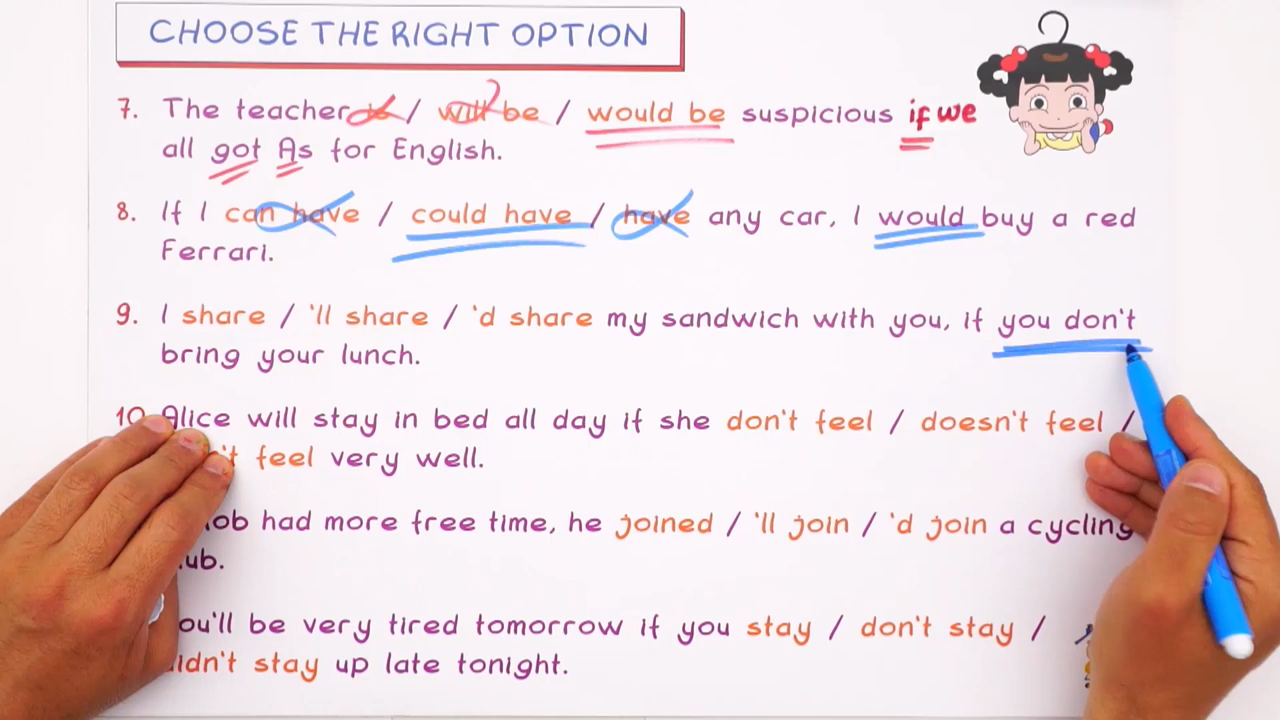 CHOOSE THE RIGHT OPTION
7. The teacher is / will be / would be suspicious if we
all got As for English.
8. If I can have / could have / have any car, I would buy a red
Ferrari.
9. I share / 'll share / 'd share my sandwich with you, if you don't
bring your lunch.
10. Alice will stay in bed all day if she don't feel / doesn't feel /
feel very well.
had more free time, he joined / 'll join / 'd join a cycling
be very tired tomorrow if you stay / don't stay /
stay up late tonight.